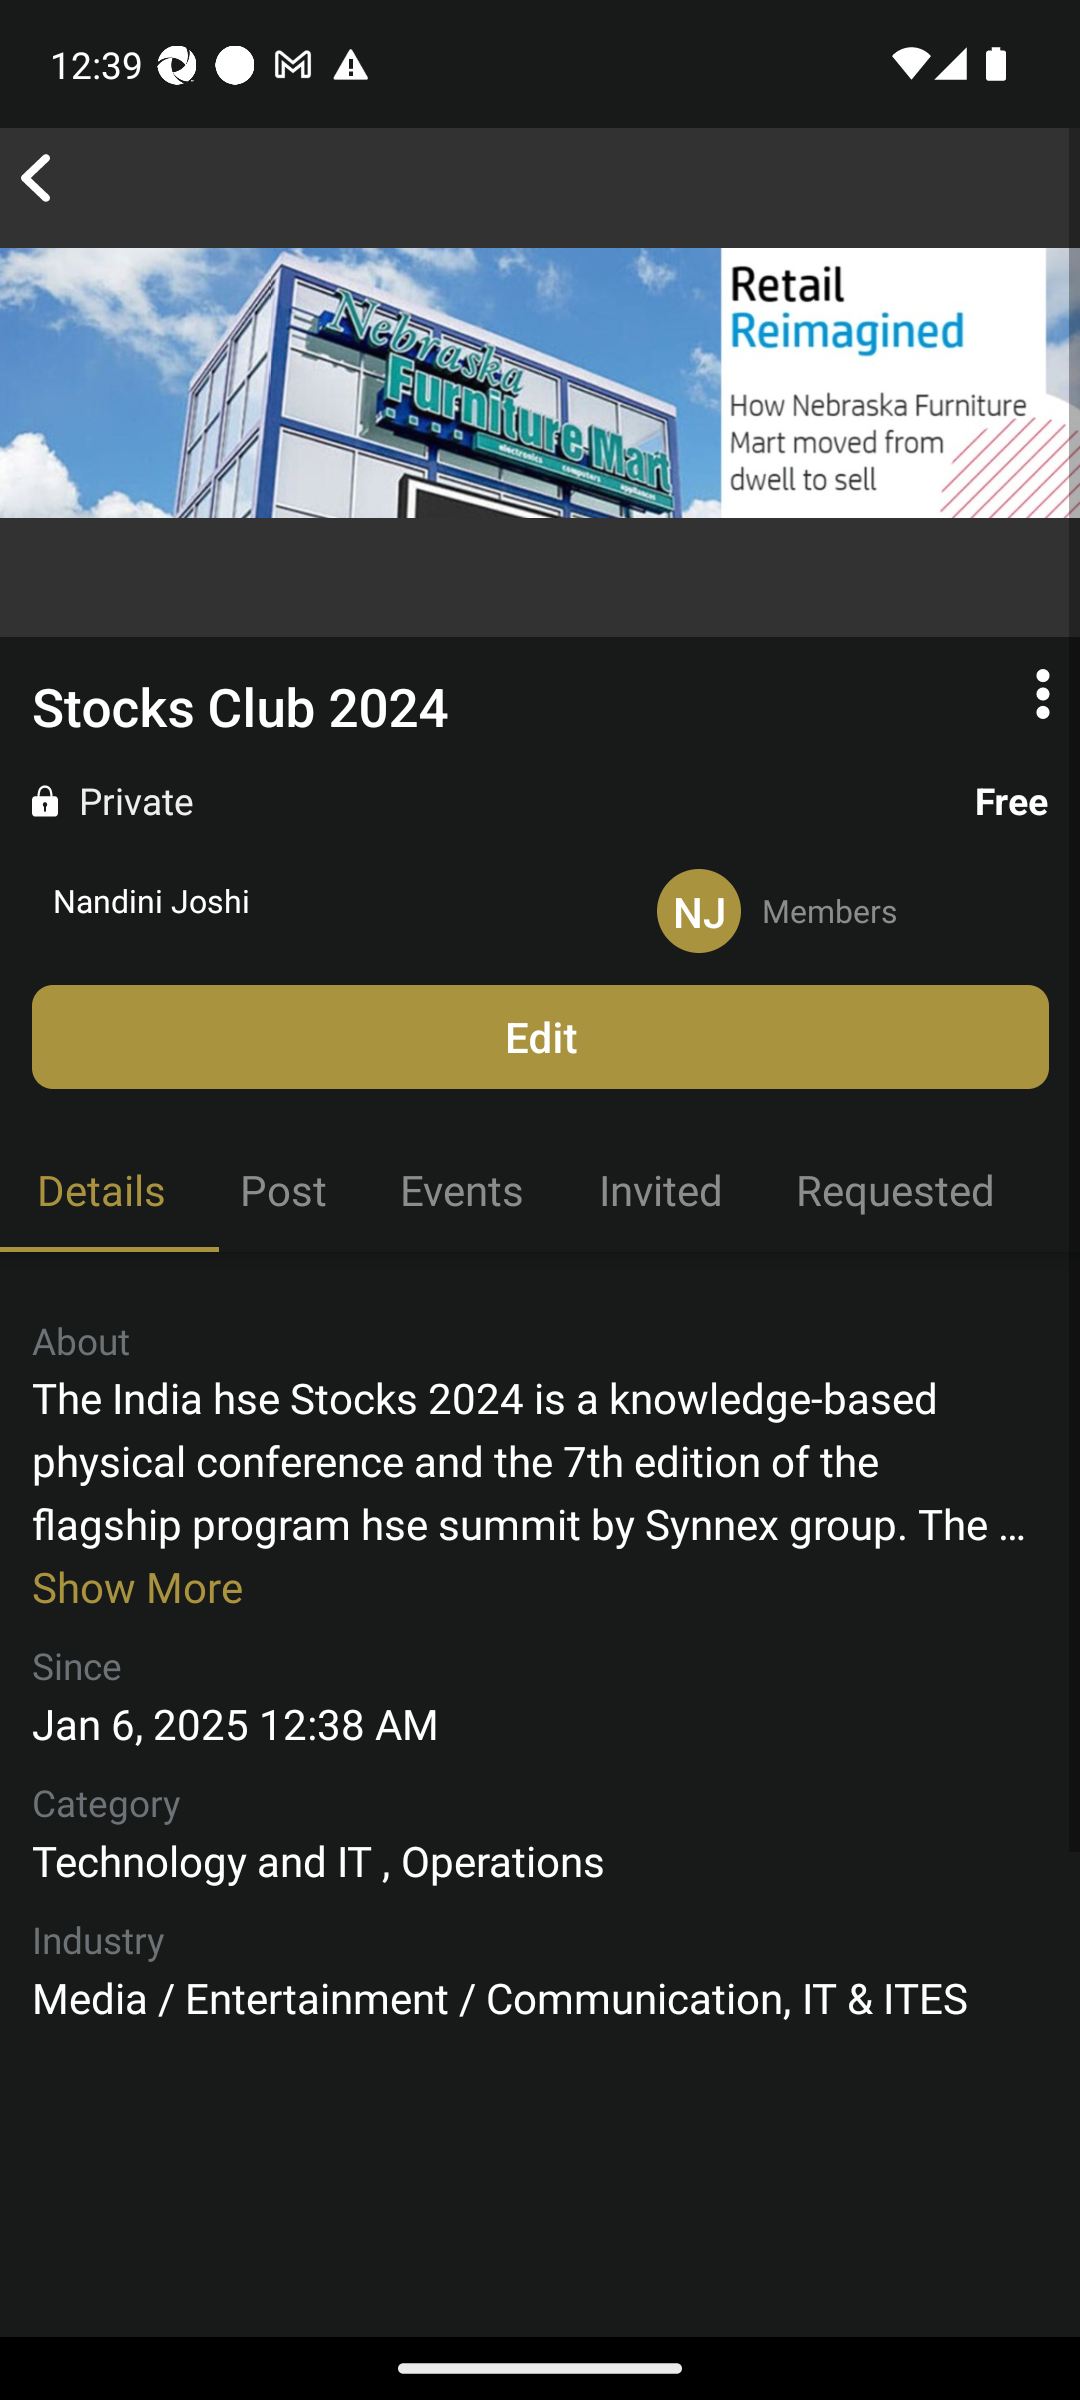 12:39
Nebraska
Furniture Mart
electronics computers appliances
Retail
Reimagined
How Nebraska Furniture
Mart moved from
dwell to sell
Stocks Club 2024
Private
Free
Nandini Joshi
NJ
Members
Edit
Details
Post
Events
Invited
Requested
About
The India hse Stocks 2024 is a knowledge-based
physical conference and the 7th edition of the
flagship program hse summit by Synnex group. The ...
Show More
Since
Jan 6, 2025 12:38 AM
Category
Technology and IT , Operations
Industry
Media / Entertainment / Communication, IT & ITES